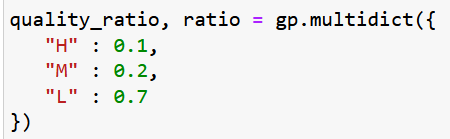 quality_ratio, ratio = gp.multidict({
   "H" : 0.1,
   "M" : 0.2,
   "L" : 0.7
})